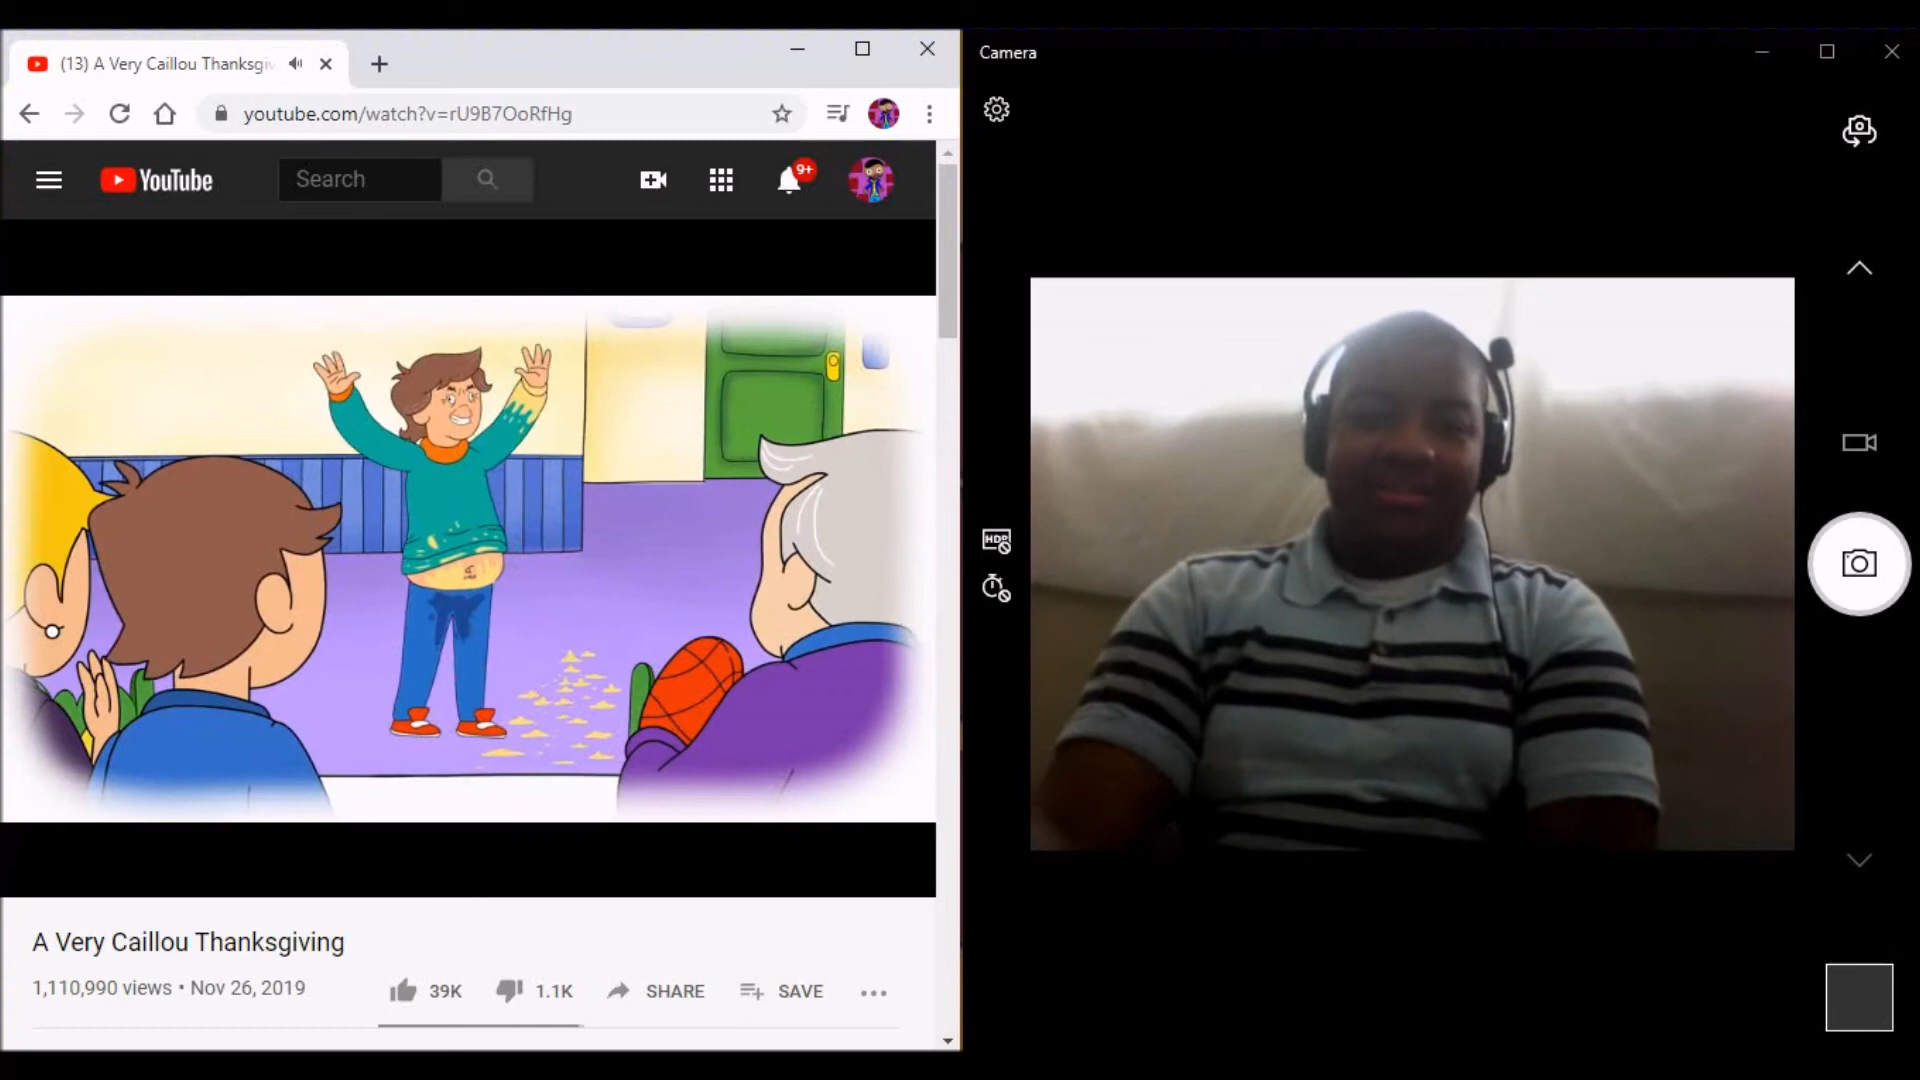 (13) A Very Caillou Thanksgiv
youtube.com/watch?v=rU9B7OoRfHg
YouTube
Search
9+
A Very Caillou Thanksgiving
1,110,990 views • Nov 26, 2019
39K
1.1K
SHARE
SAVE
Camera
HDR